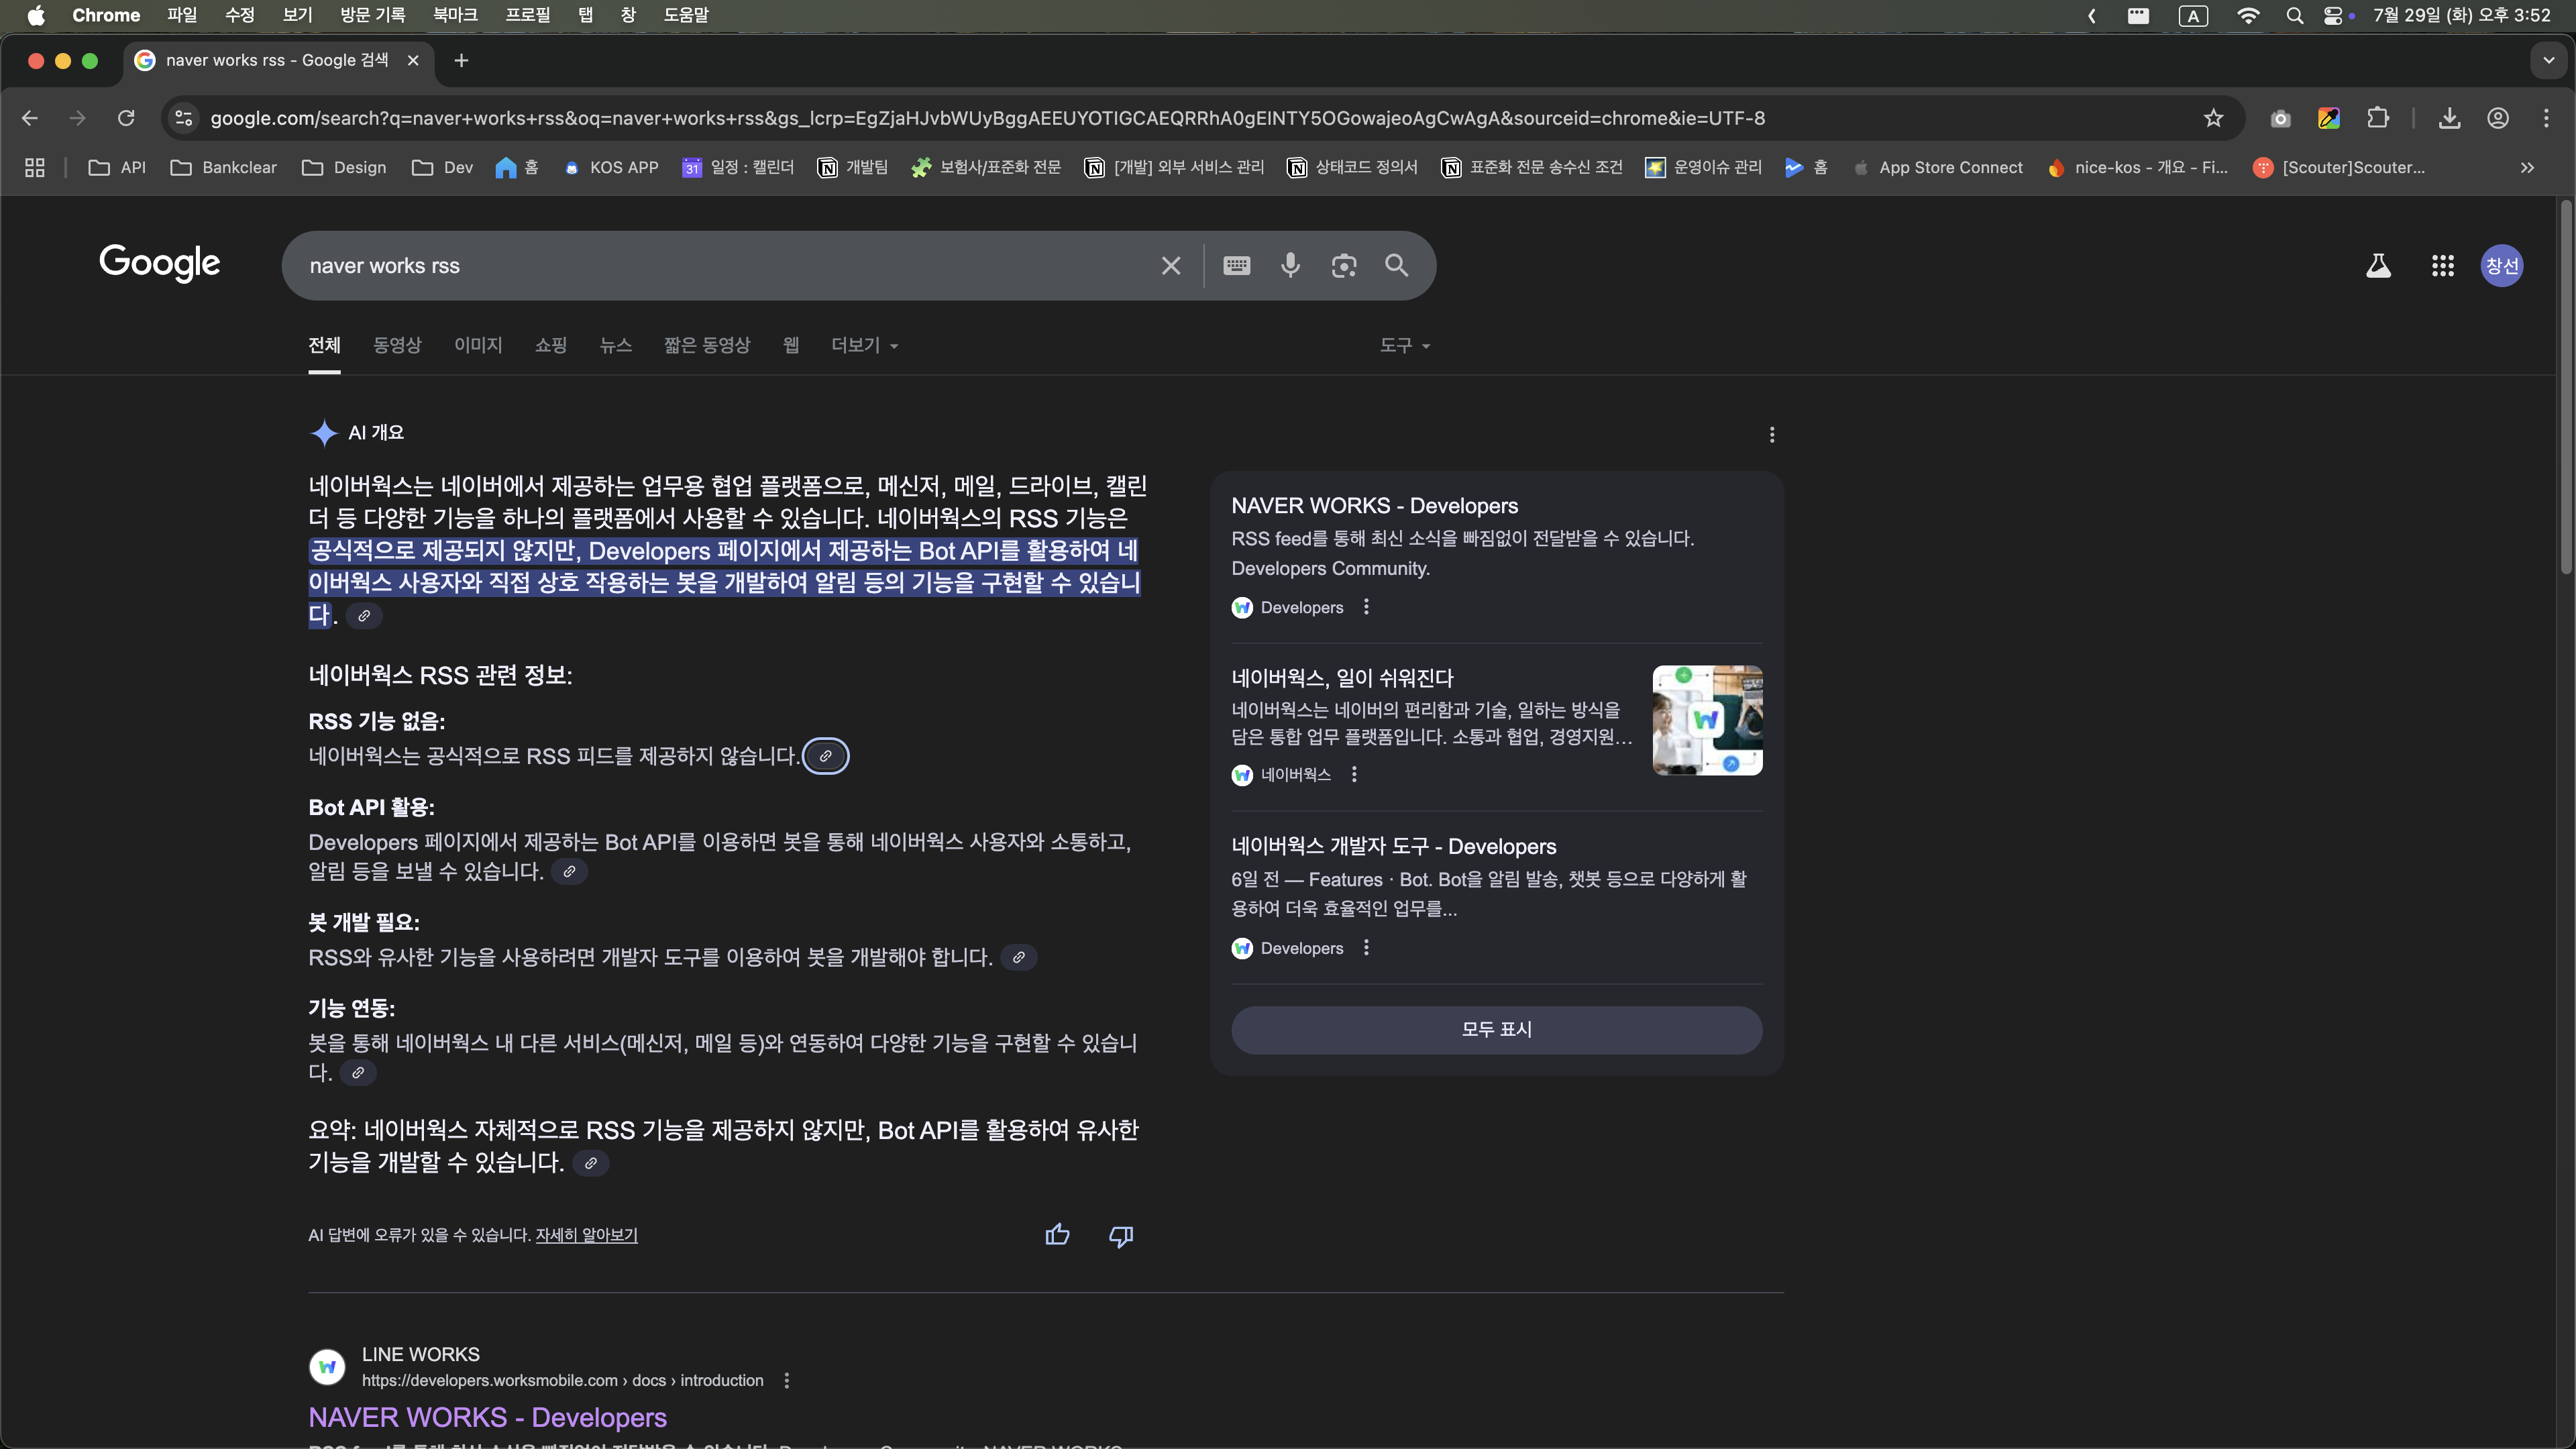 Chrome 파일 수정 보기 방문 기록 북마크 프로필 탭 창 도움말
A
7월 29일 (화) 오후 3:52
naver works rss - Google 검색
google.com/search?q=naver+works+rss&oq=naver+works+rss&gs_lcrp=EgZjaHJvbWUyBggAEEUYOTIGCAEQRRhA0gEINTY5OGowajeoAgCwAgA&sourceid=chrome&ie=UTF-8
API Bankclear Design Dev 홈 KOS APP 31 일정 : 캘린더 개발팀 보험사/표준화 전문 [개발] 외부 서비스 관리 상태코드 정의서 표준화 전문 송수신 조건 운영이슈 관리 홈 App Store Connect nice-kos - 개요 - Fi... [Scouter]Scouter...
Google
naver works rss
창선
전체 동영상 이미지 쇼핑 뉴스 짧은 동영상 웹 더보기 도구
AI 개요
네이버웍스는 네이버에서 제공하는 업무용 협업 플랫폼으로, 메신저, 메일, 드라이브, 캘린
더 등 다양한 기능을 하나의 플랫폼에서 사용할 수 있습니다. 네이버웍스의 RSS 기능은
공식적으로 제공되지 않지만, Developers 페이지에서 제공하는 Bot API를 활용하여 네
이버웍스 사용자와 직접 상호 작용하는 봇을 개발하여 알림 등의 기능을 구현할 수 있습니
다.
네이버웍스 RSS 관련 정보:
RSS 기능 없음:
네이버웍스는 공식적으로 RSS 피드를 제공하지 않습니다.
Bot API 활용:
Developers 페이지에서 제공하는 Bot API를 이용하면 봇을 통해 네이버웍스 사용자와 소통하고,
알림 등을 보낼 수 있습니다.
봇 개발 필요:
RSS와 유사한 기능을 사용하려면 개발자 도구를 이용하여 봇을 개발해야 합니다.
기능 연동:
봇을 통해 네이버웍스 내 다른 서비스(메신저, 메일 등)와 연동하여 다양한 기능을 구현할 수 있습니
다.
요약: 네이버웍스 자체적으로 RSS 기능을 제공하지 않지만, Bot API를 활용하여 유사한
기능을 개발할 수 있습니다.
AI 답변에 오류가 있을 수 있습니다. 자세히 알아보기
NAVER WORKS - Developers
RSS feed를 통해 최신 소식을 빠짐없이 전달받을 수 있습니다.
Developers Community.
Developers
네이버웍스, 일이 쉬워진다
네이버웍스는 네이버의 편리함과 기술, 일하는 방식을
담은 통합 업무 플랫폼입니다. 소통과 협업, 경영지원...
네이버웍스
네이버웍스 개발자 도구 - Developers
6일 전 — Features · Bot. Bot을 알림 발송, 챗봇 등으로 다양하게 활
용하여 더욱 효율적인 업무를...
Developers
모두 표시
LINE WORKS
https://developers.worksmobile.com › docs › introduction
NAVER WORKS - Developers
RSS feed를 통해 최신 소식을 빠짐없이 전달받을 수 있습니다. Developers Community. NAVER WORKS